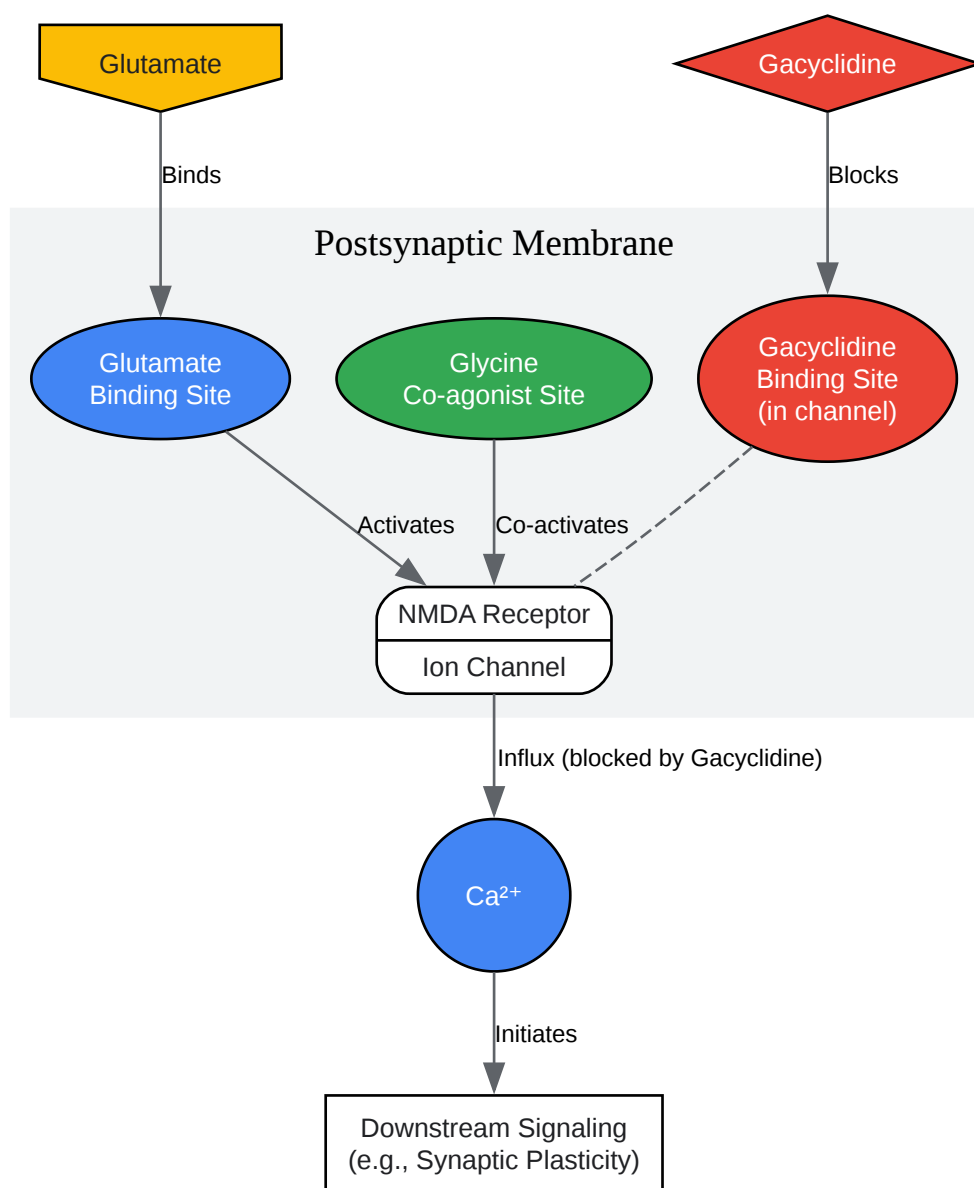 Glutamate
Gacyclidine
Binds
Blocks
Postsynaptic Membrane
Glutamate
Binding Site
Glycine
Co-agonist Site
Gacyclidine
Binding Site
(in channel)
Activates
Co-activates
NMDA Receptor
Ion Channel
Influx (blocked by Gacyclidine)
Ca²⁺
Initiates
Downstream Signaling
(e.g., Synaptic Plasticity)